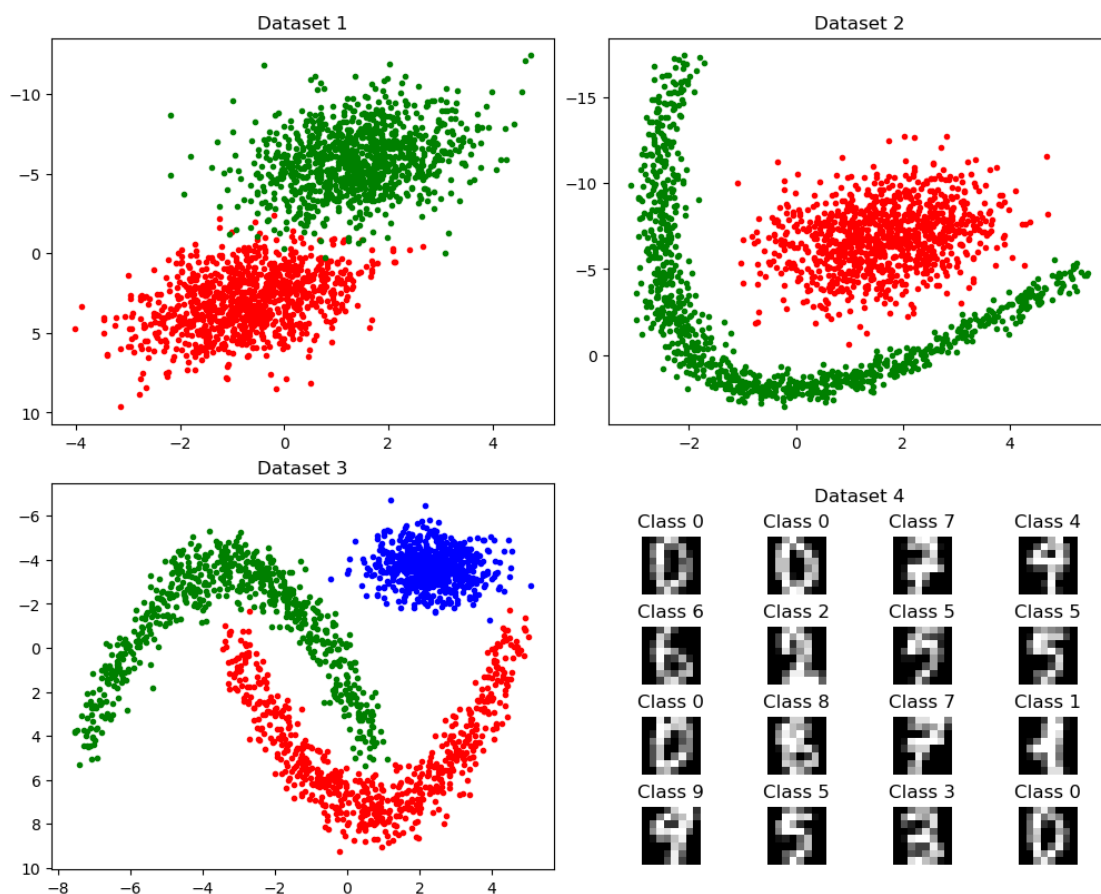 Dataset 1
−10
−5
0
5
10
−4 −2 0 2 4
Dataset 2
−15
−10
−5
0
−2 0 2 4
Dataset 3
−6
−4
−2
0
2
4
6
8
10
−8 −6 −4 −2 0 2 4
Dataset 4
Class 0 Class 0 Class 7 Class 4
Class 6 Class 2 Class 5 Class 5
Class 0 Class 8 Class 7 Class 1
Class 9 Class 5 Class 3 Class 0